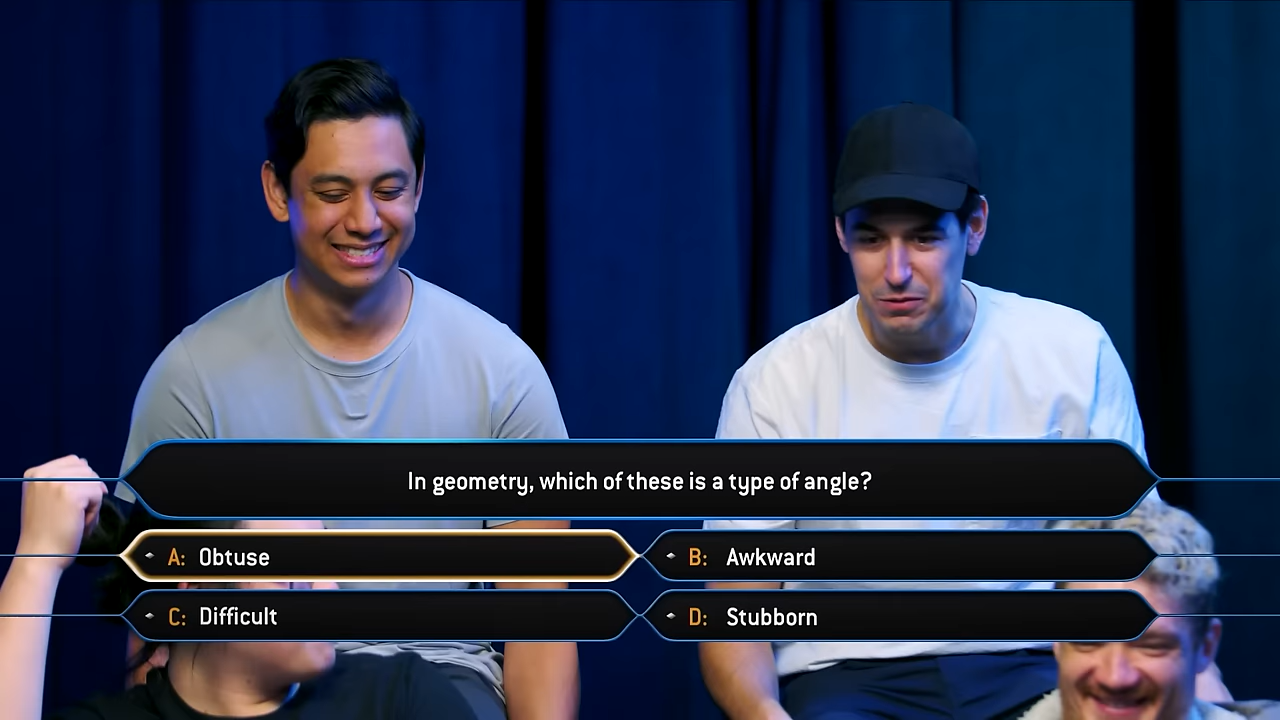 In geometry, which of these is a type of angle?
A: Obtuse
B: Awkward
C: Difficult
D: Stubborn